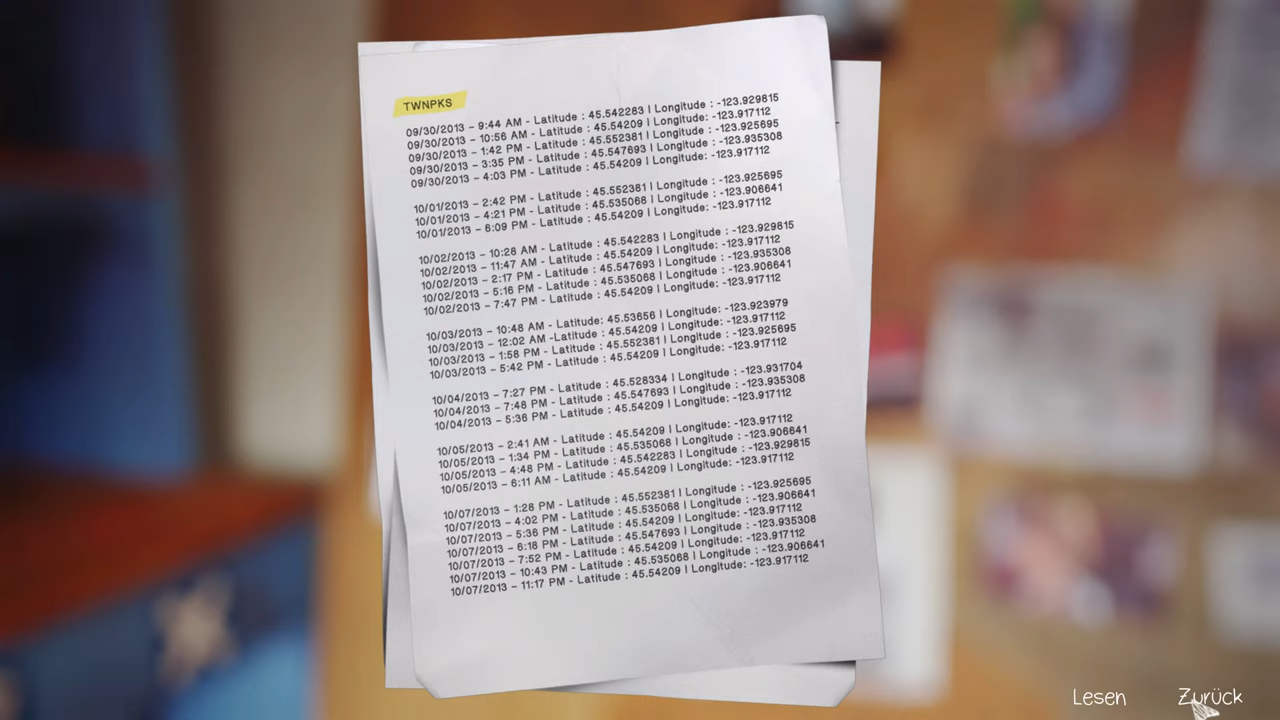 TWNPKS
09/30/2013 – 9:44 AM - Latitude : 45.542283 | Longitude : -123.929815
09/30/2013 – 10:56 AM - Latitude : 45.54209 | Longitude: -123.917112
09/30/2013 – 1:42 PM - Latitude : 45.552381 | Longitude : -123.925695
09/30/2013 – 3:35 PM - Latitude : 45.547693 | Longitude : -123.935308
09/30/2013 – 4:03 PM - Latitude : 45.54209 | Longitude: -123.917112
10/01/2013 – 2:42 PM - Latitude : 45.552381 | Longitude : -123.925695
10/01/2013 – 4:21 PM - Latitude : 45.535068 | Longitude : -123.906641
10/01/2013 – 6:09 PM - Latitude : 45.54209 | Longitude: -123.917112
10/02/2013 – 10:28 AM - Latitude : 45.542283 | Longitude : -123.929815
10/02/2013 – 11:47 AM - Latitude : 45.54209 | Longitude: -123.917112
10/02/2013 – 2:17 PM - Latitude : 45.547693 | Longitude : -123.935308
10/02/2013 – 5:16 PM - Latitude : 45.535068 | Longitude : -123.906641
10/02/2013 – 7:47 PM - Latitude : 45.54209 | Longitude: -123.917112
10/03/2013 – 10:48 AM - Latitude: 45.53656 | Longitude: -123.923979
10/03/2013 – 12:02 AM -Latitude : 45.54209 | Longitude: -123.917112
10/03/2013 – 1:58 PM - Latitude : 45.552381 | Longitude : -123.925695
10/03/2013 – 5:42 PM - Latitude : 45.54209 | Longitude: -123.917112
10/04/2013 – 7:27 PM - Latitude : 45.528334 | Longitude : -123.931704
10/04/2013 – 7:48 PM - Latitude : 45.547693 | Longitude : -123.935308
10/04/2013 – 5:36 PM - Latitude : 45.54209 | Longitude: -123.917112
10/05/2013 – 2:41 AM - Latitude : 45.54209 | Longitude: -123.917112
10/05/2013 – 1:34 PM - Latitude : 45.535068 | Longitude : -123.906641
10/05/2013 – 4:48 PM - Latitude : 45.542283 | Longitude : -123.929815
10/05/2013 – 6:11 AM - Latitude : 45.54209 | Longitude: -123.917112
10/07/2013 – 1:28 PM - Latitude : 45.552381 | Longitude : -123.925695
10/07/2013 – 4:02 PM - Latitude : 45.535068 | Longitude : -123.906641
10/07/2013 – 5:36 PM - Latitude : 45.54209 | Longitude: -123.917112
10/07/2013 – 6:18 PM - Latitude : 45.547693 | Longitude : -123.935308
10/07/2013 – 7:52 PM - Latitude : 45.54209 | Longitude: -123.917112
10/07/2013 – 10:43 PM - Latitude : 45.535068 | Longitude : -123.906641
10/07/2013 – 11:17 PM - Latitude : 45.54209 | Longitude: -123.917112
Lesen Zurück